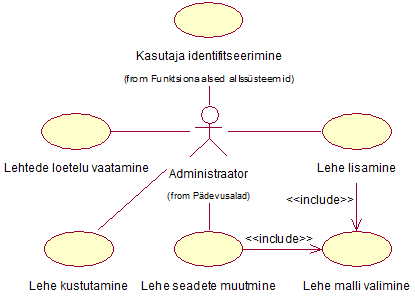 Kasutaja identifitseerimine
(from Funktsionaalsed allsüsteemid)
Lehtede loetelu vaatamine
Administraator
(from Pädevusalad)
Lehe lisamine
<<include>>
<<include>>
Lehe kustutamine
Lehe seadete muutmine
Lehe malli valimine